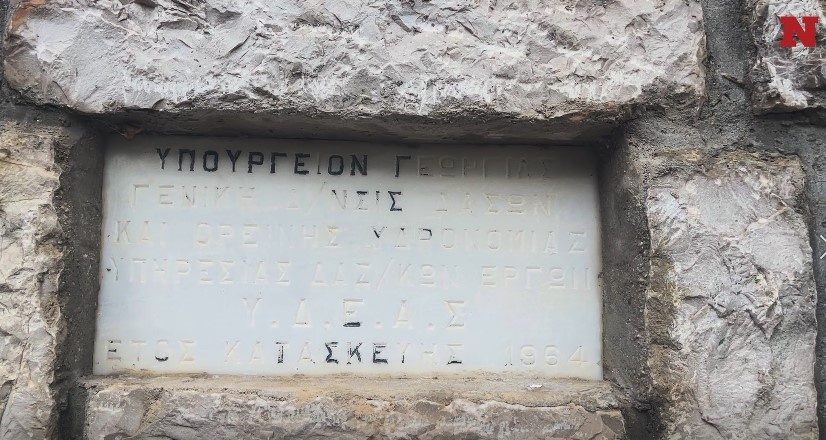 N
ΥΠΟΥΡΓΕΙΟΝ ΓΕΩΡΓΙΑΣ
ΓΕΝΙΚΗ Δ/ΝΣΙΣ ΔΑΣΩΝ
ΚΑΙ ΟΡΕΙΝΗΣ ΥΔΡΟΝΟΜΙΑΣ
ΥΠΗΡΕΣΙΑΣ ΔΑΣ/ΚΩΝ ΕΡΓΩΝ
Υ.Δ.Ε.Α.Σ
ΕΤΟΣ ΚΑΤΑΣΚΕΥΗΣ 1964